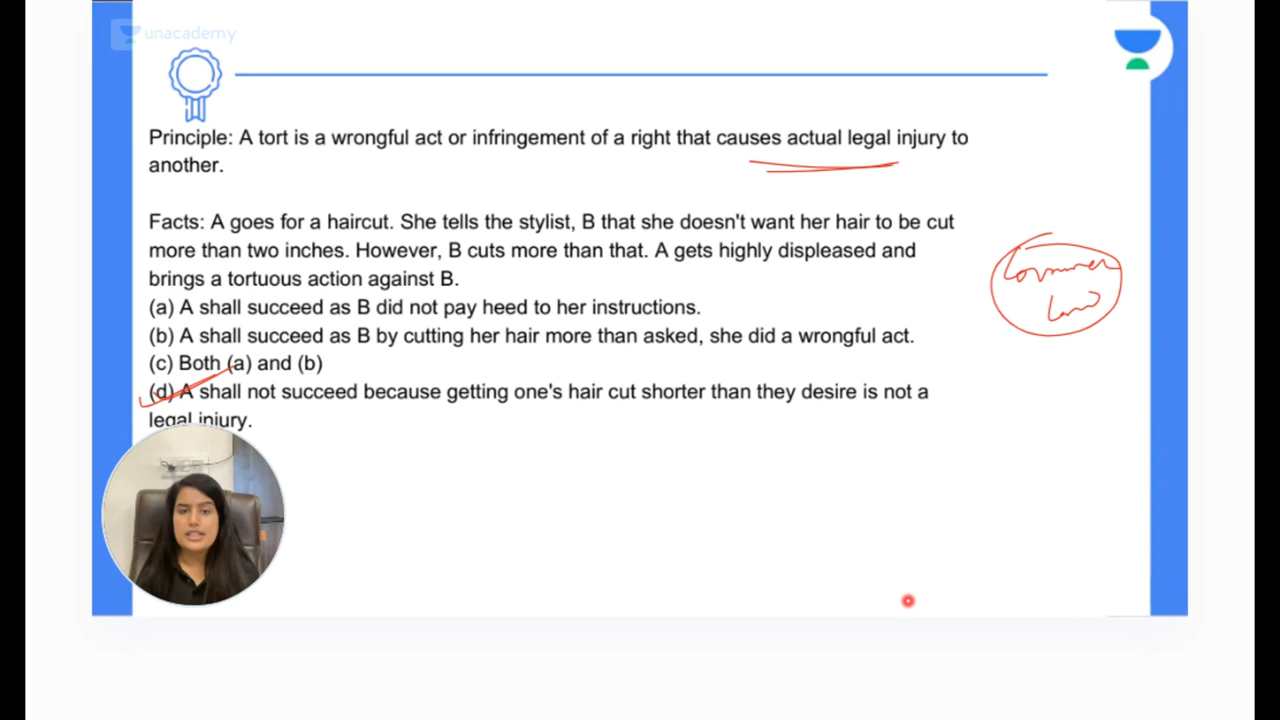 unacademy
Principle: A tort is a wrongful act or infringement of a right that causes actual legal injury to
another.
Facts: A goes for a haircut. She tells the stylist, B that she doesn't want her hair to be cut
more than two inches. However, B cuts more than that. A gets highly displeased and
brings a tortuous action against B.
(a) A shall succeed as B did not pay heed to her instructions.
(b) A shall succeed as B by cutting her hair more than asked, she did a wrongful act.
(c) Both (a) and (b)
(d) A shall not succeed because getting one's hair cut shorter than they desire is not a
legal injury.
Consumer
Law